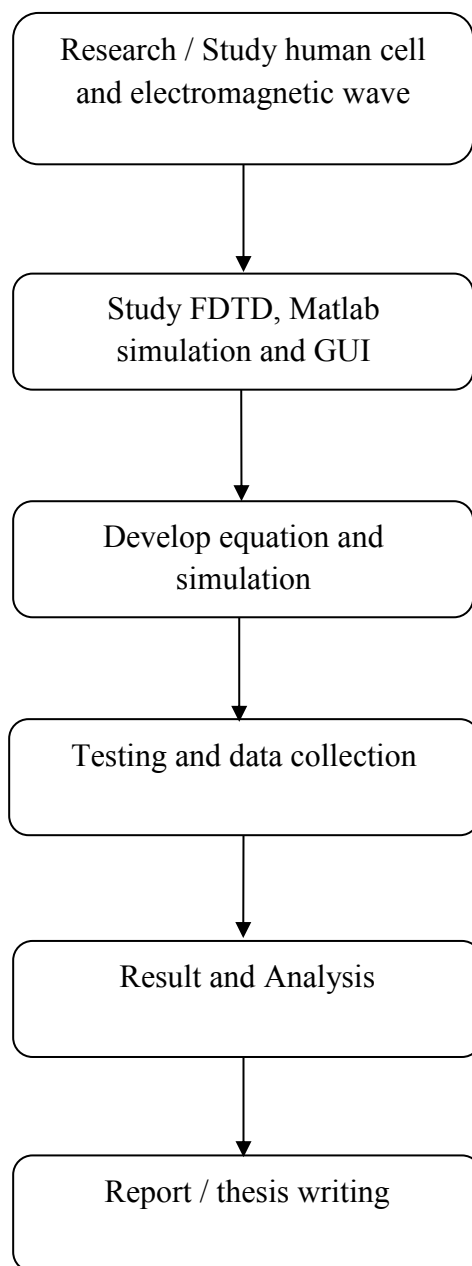 Research / Study human cell
and electromagnetic wave
Study FDTD, Matlab
simulation and GUI
Develop equation and
simulation
Testing and data collection
Result and Analysis
Report / thesis writing